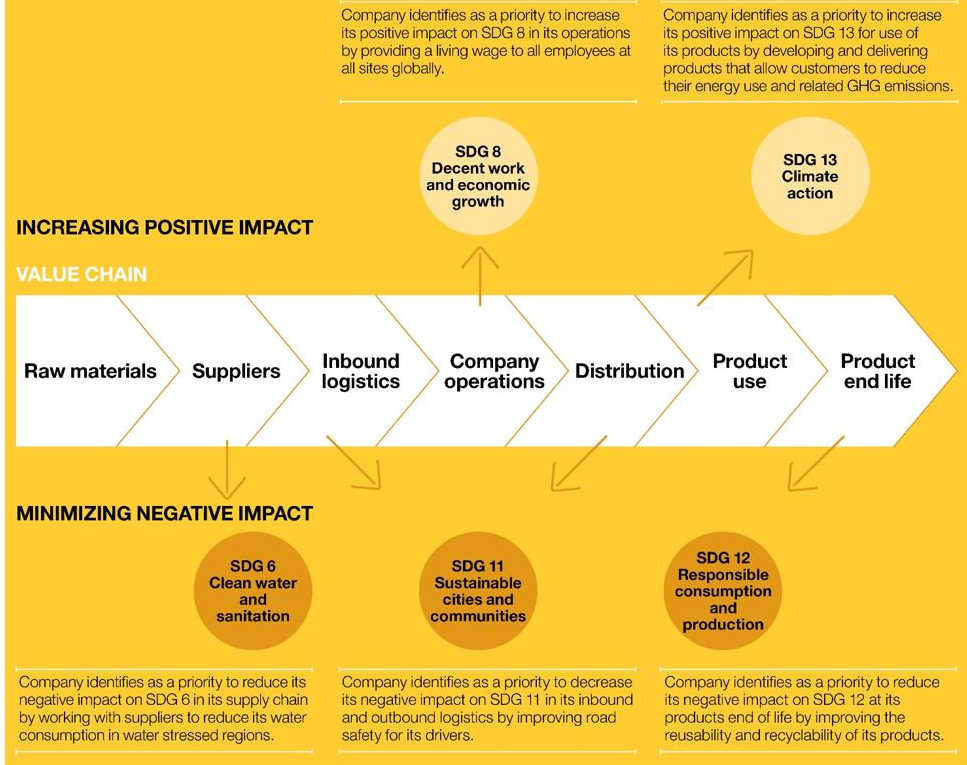 Company identifies as a priority to increase
its positive impact on SDG 8 in its operations
by providing a living wage to all employees at
all sites globally.
Company identifies as a priority to increase
its positive impact on SDG 13 for use of
its products by developing and delivering
products that allow customers to reduce
their energy use and related GHG emissions.
SDG 8
Decent work
and economic
growth
SDG 13
Climate
action
INCREASING POSITIVE IMPACT
VALUE CHAIN
Raw materials
Suppliers
Inbound
logistics
Company
operations
Distribution
Product
use
Product
end life
MINIMIZING NEGATIVE IMPACT
SDG 6
Clean water
and
sanitation
SDG 11
Sustainable
cities and
communities
SDG 12
Responsible
consumption
and
production
Company identifies as a priority to reduce its
negative impact on SDG 6 in its supply chain
by working with suppliers to reduce its water
consumption in water stressed regions.
Company identifies as a priority to decrease
its negative impact on SDG 11 in its inbound
and outbound logistics by improving road
safety for its drivers.
Company identifies as a priority to reduce
its negative impact on SDG 12 at its
products end of life by improving the
reusability and recyclability of its products.